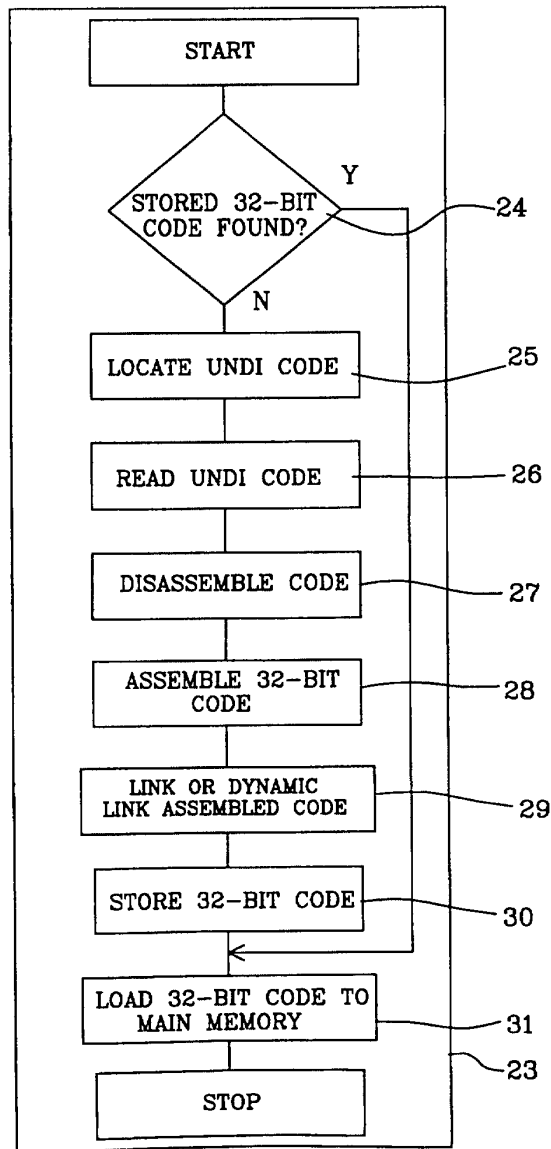 START
Y
STORED 32-BIT
CODE FOUND?
24
N
LOCATE UNDI CODE
25
READ UNDI CODE
26
DISASSEMBLE CODE
27
ASSEMBLE 32-BIT
CODE
28
LINK OR DYNAMIC
LINK ASSEMBLED CODE
29
STORE 32-BIT CODE
30
LOAD 32-BIT CODE TO
MAIN MEMORY
31
23
STOP